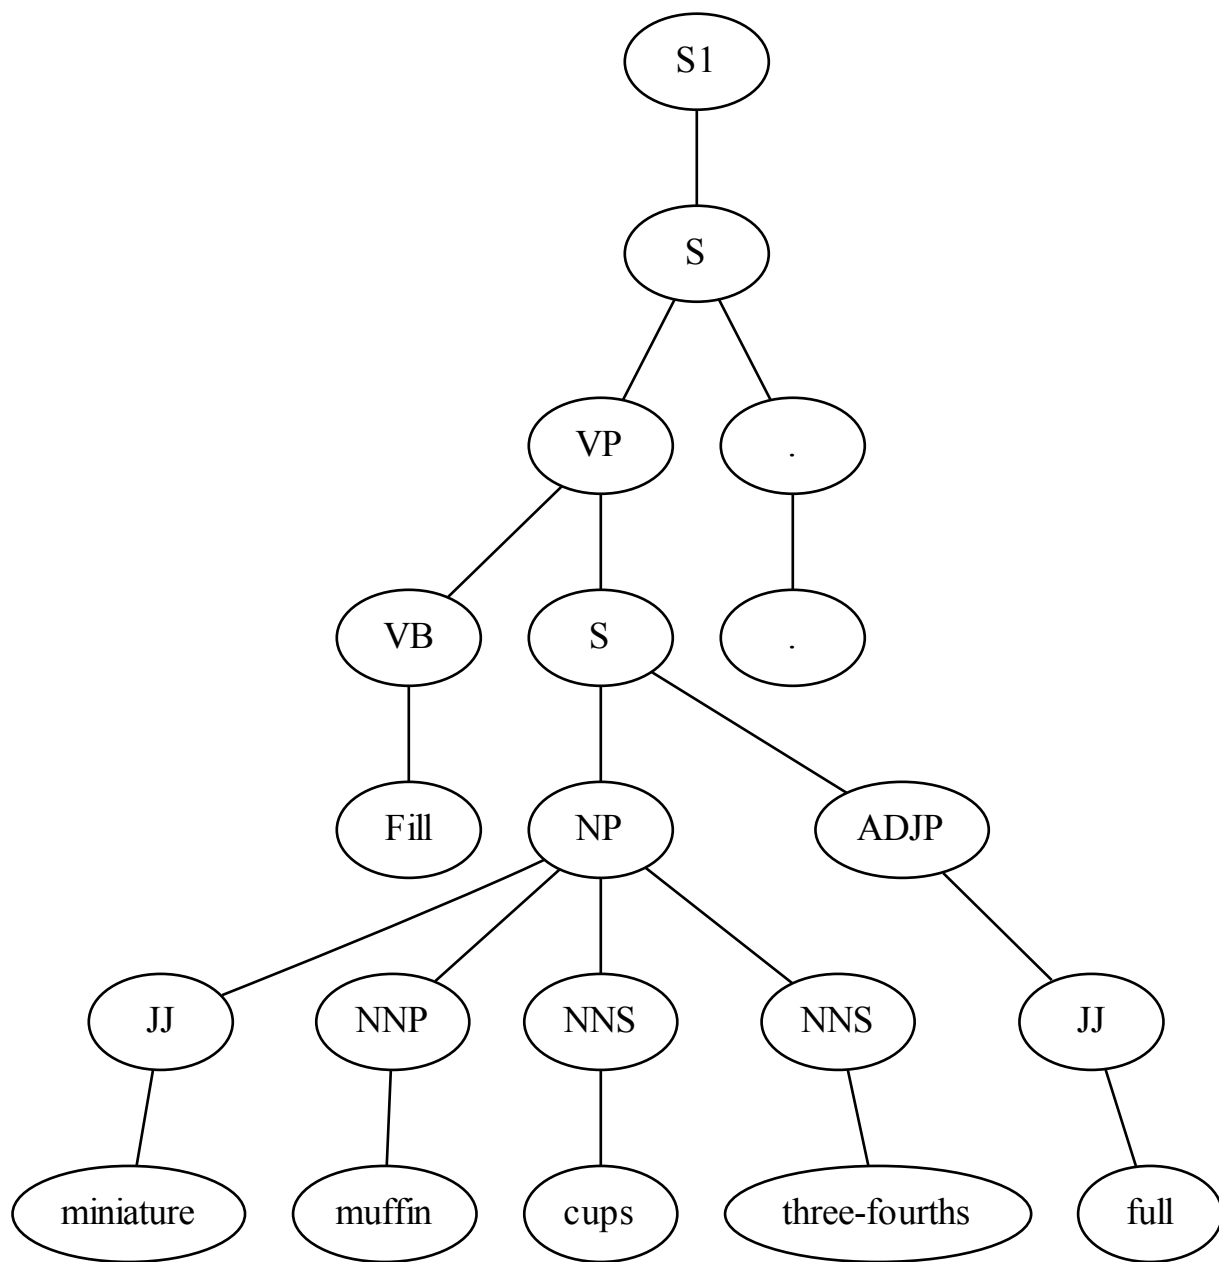 S1
S
VP .
VB S .
Fill NP ADJP
JJ NNP NNS NNS JJ
miniature muffin cups three-fourths full